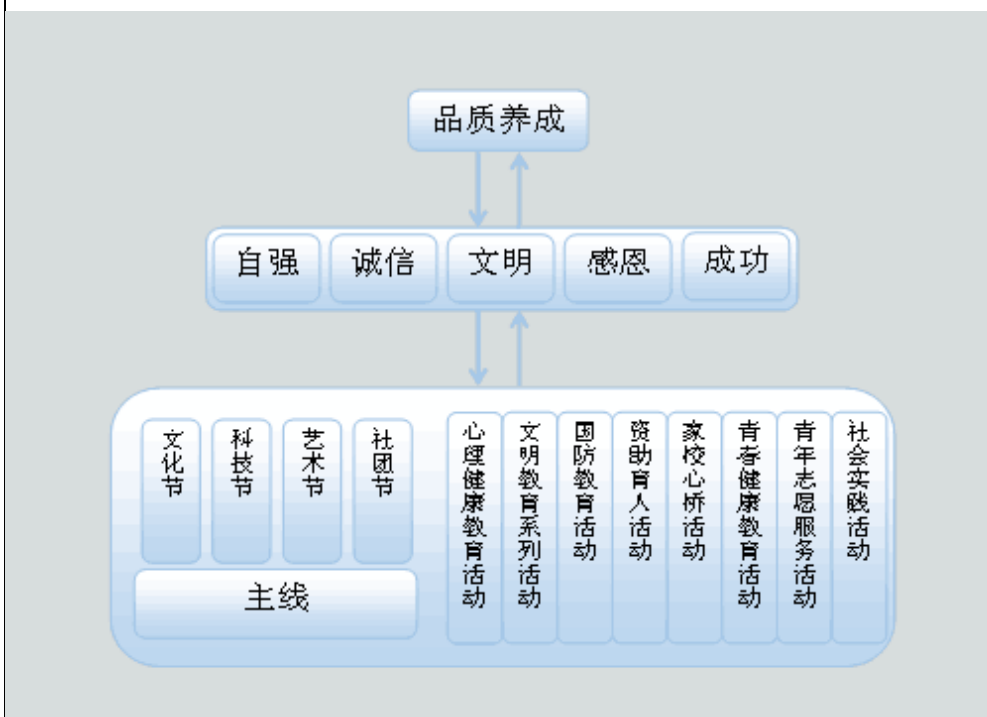 品质养成
自强
诚信
文明
感恩
成功
文化节
科技节
艺术节
社团节
主线
心理健康教育活动
文明教育系列活动
国防教育活动
资助育人活动
家校心桥活动
青春健康教育活动
青年志愿服务活动
社会实践活动